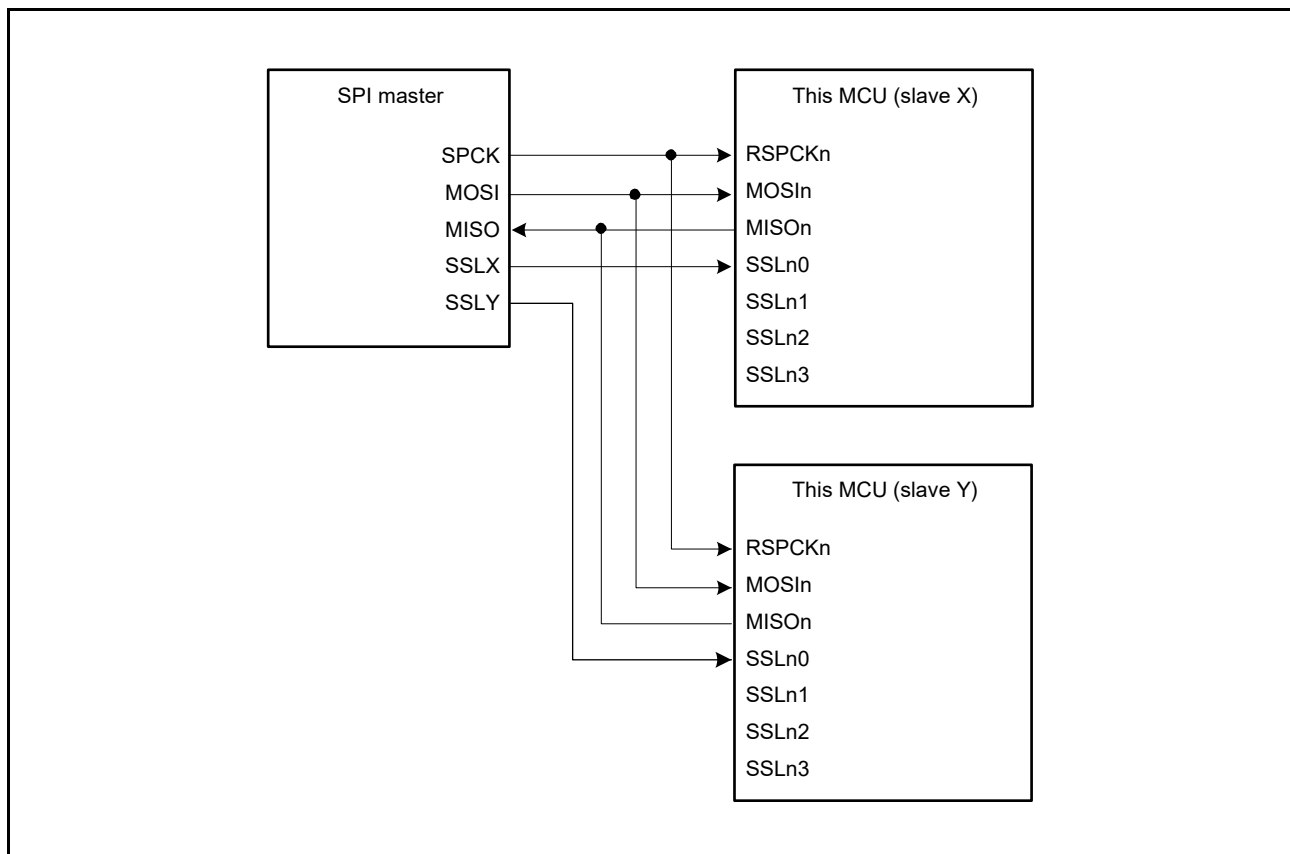 SPI master
SPCK
MOSI
MISO
SSLX
SSLY
This MCU (slave X)
RSPCKn
MOSIn
MISOn
SSLn0
SSLn1
SSLn2
SSLn3
This MCU (slave Y)
RSPCKn
MOSIn
MISOn
SSLn0
SSLn1
SSLn2
SSLn3